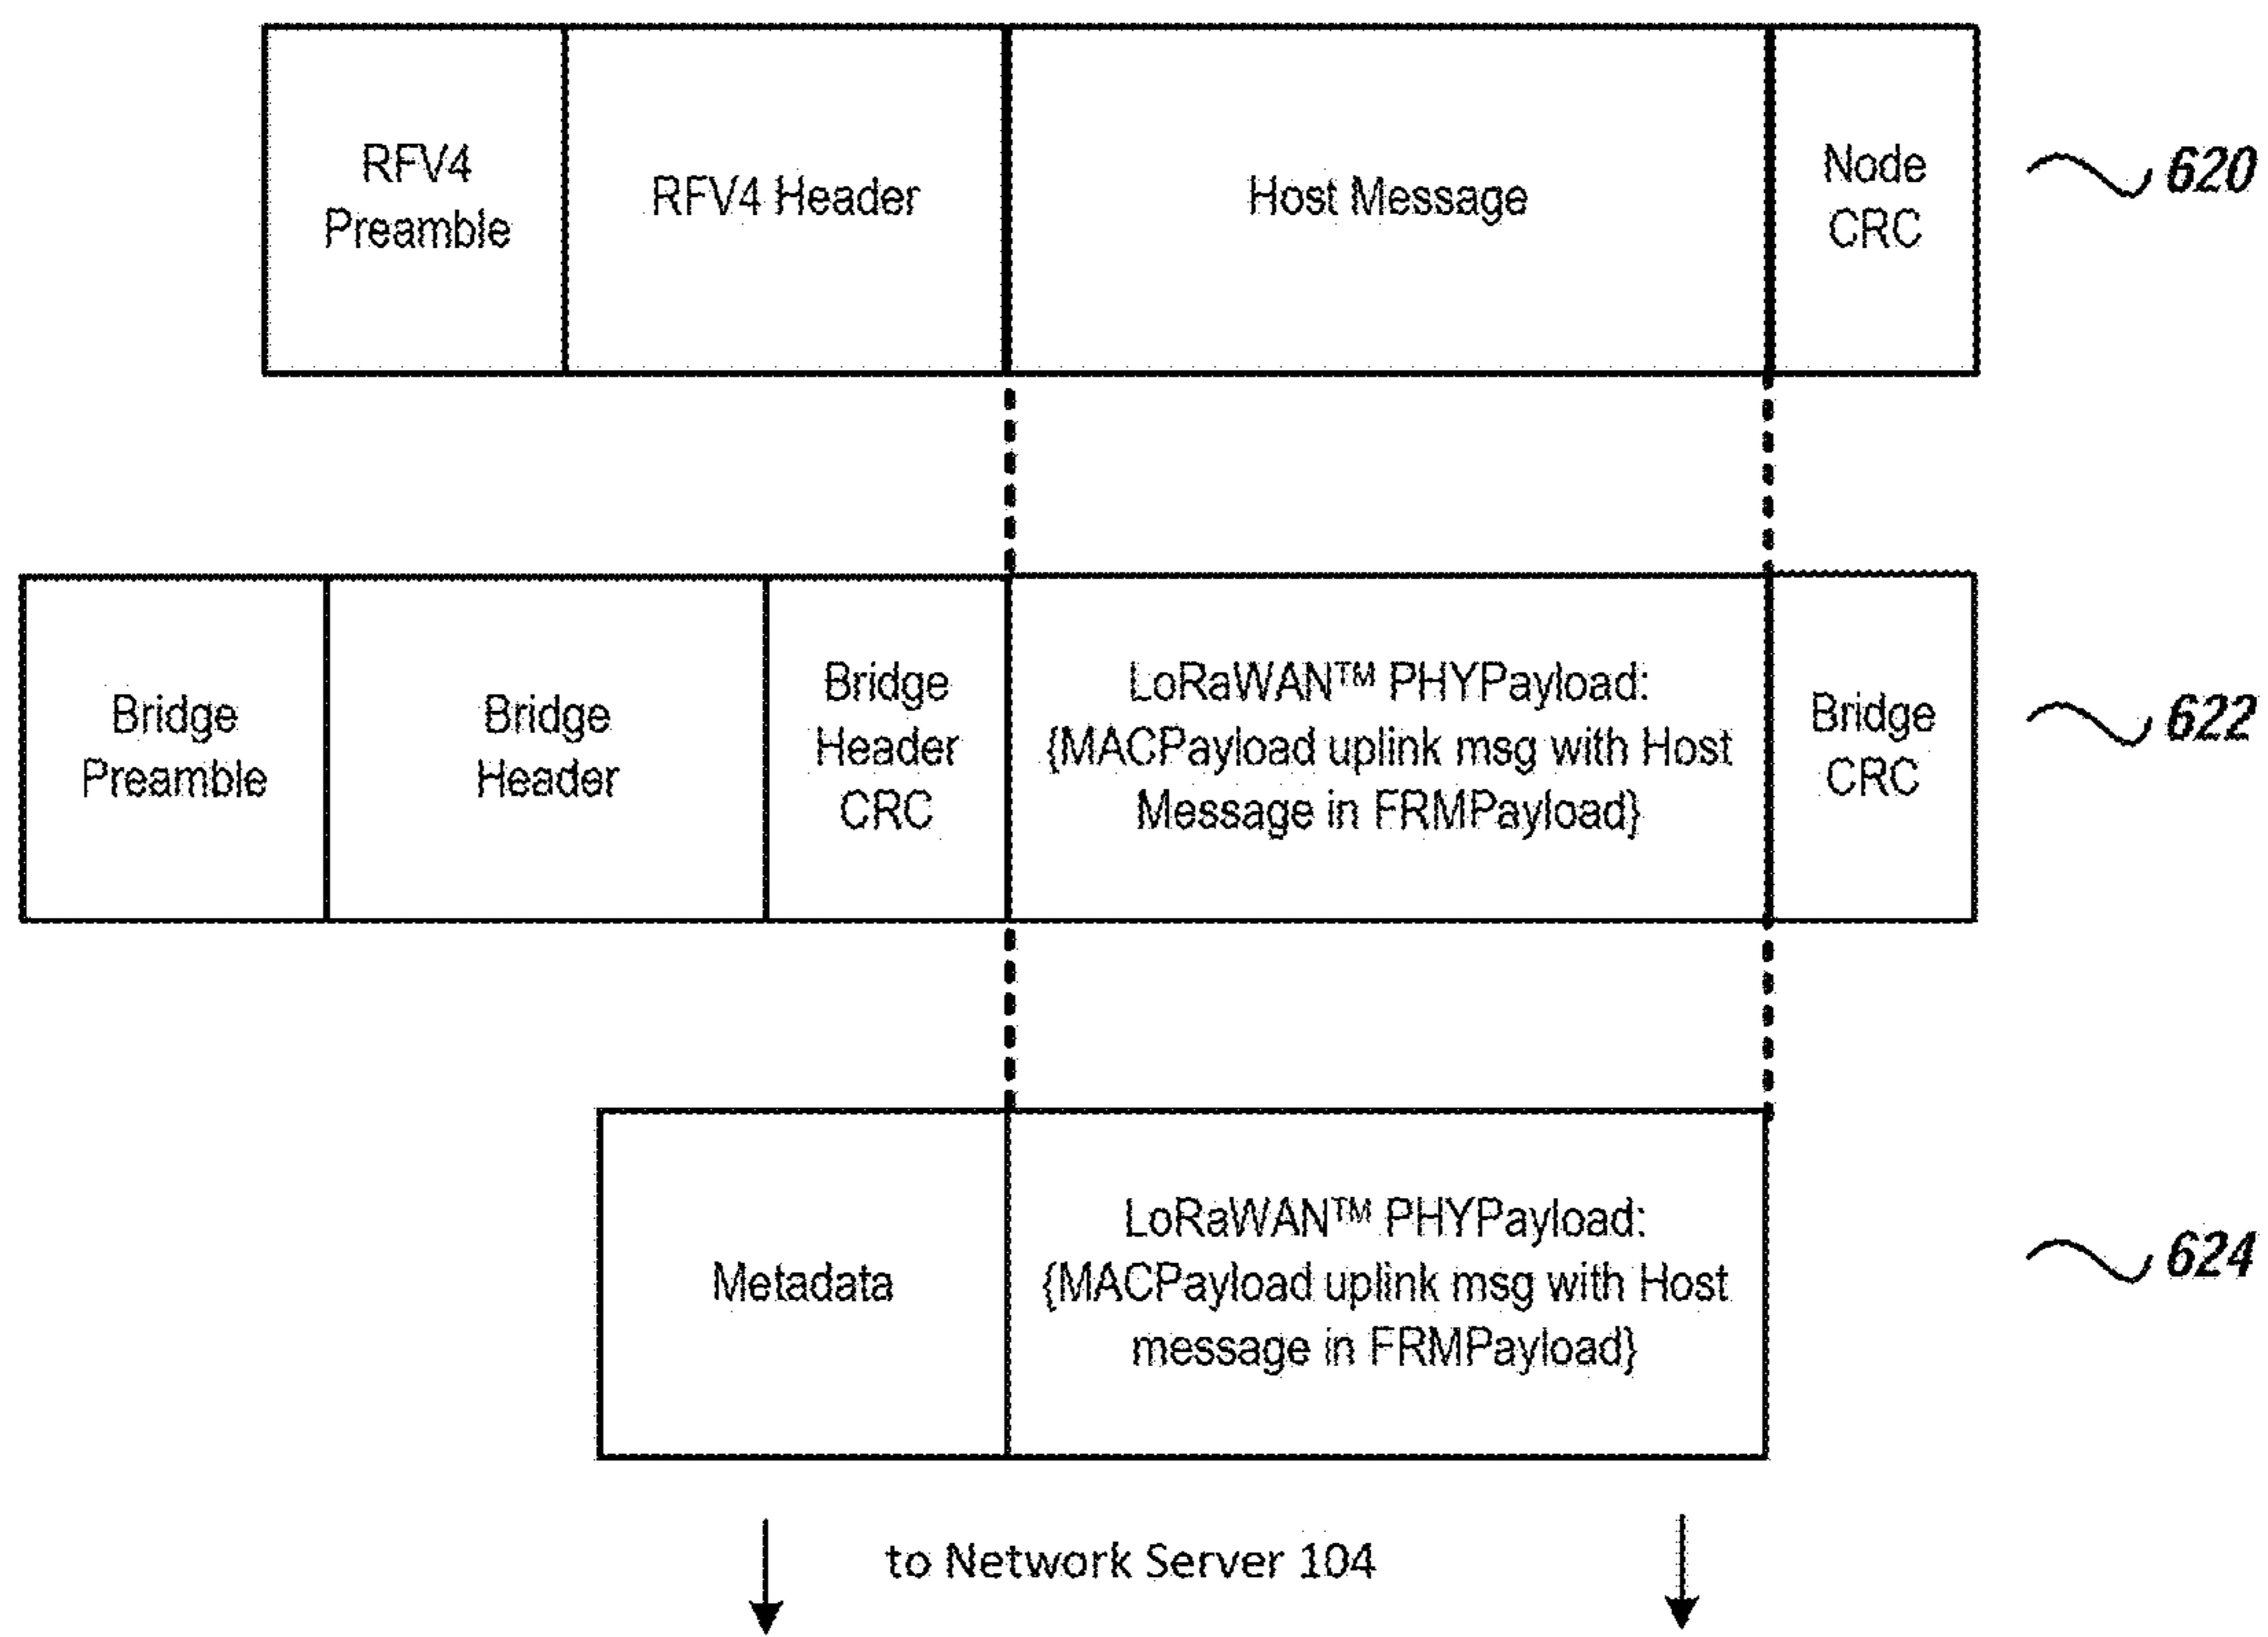 RFV4
Preamble
RFV4 Header
Host Message
Node
CRC
620
Bridge
Preamble
Bridge
Header
Bridge
Header
CRC
LoRaWAN™ PHYPayload:
{MACPayload uplink msg with Host
Message in FRMPayload}
Bridge
CRC
622
Metadata
LoRaWAN™ PHYPayload:
{MACPayload uplink msg with Host
message in FRMPayload}
624
to Network Server 104